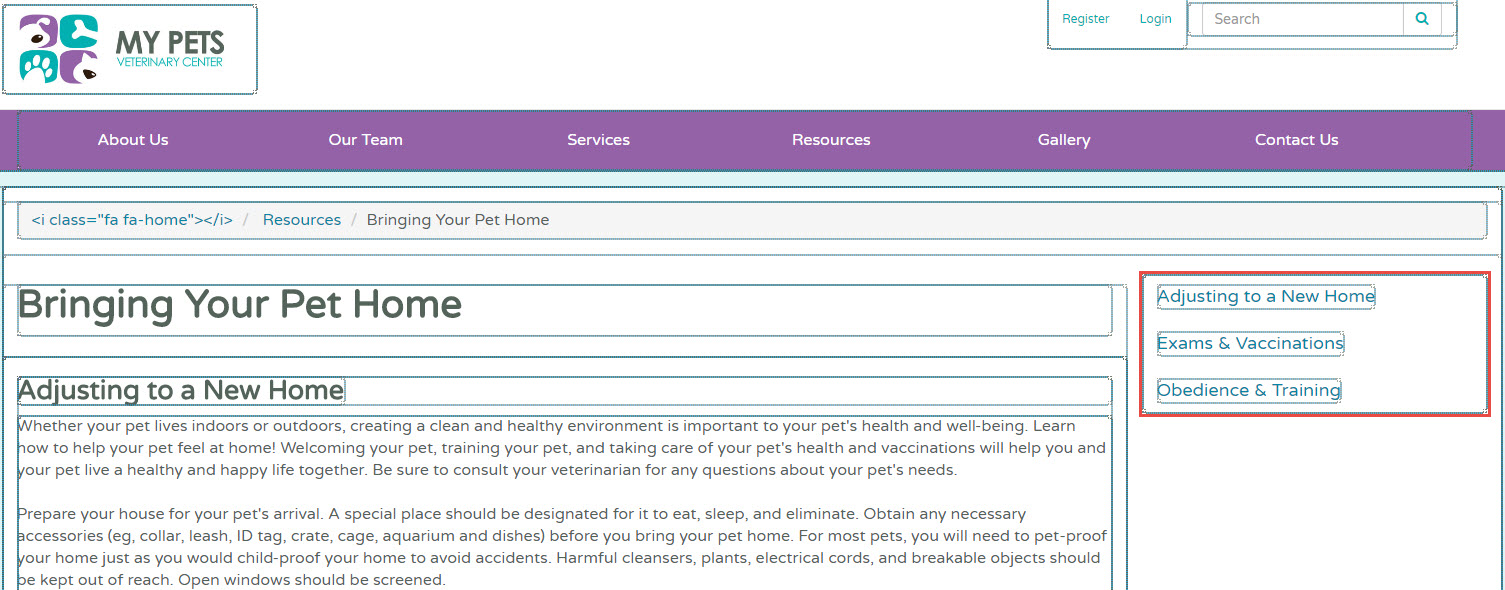 MY PETS
VETERINARY CENTER
Register Login Search
About Us Our Team Services Resources Gallery Contact Us
<i class="fa fa-home"></i> / Resources / Bringing Your Pet Home
Bringing Your Pet Home
Adjusting to a New Home
Whether your pet lives indoors or outdoors, creating a clean and healthy environment is important to your pet's health and well-being. Learn
how to help your pet feel at home! Welcoming your pet, training your pet, and taking care of your pet's health and vaccinations will help you and
your pet live a healthy and happy life together. Be sure to consult your veterinarian for any questions about your pet's needs.
Prepare your house for your pet's arrival. A special place should be designated for it to eat, sleep, and eliminate. Obtain any necessary
accessories (eg, collar, leash, ID tag, crate, cage, aquarium and dishes) before you bring your pet home. For most pets, you will need to pet-proof
your home just as you would child-proof your home to avoid accidents. Harmful cleansers, plants, electrical cords, and breakable objects should
be kept out of reach. Open windows should be screened.
Adjusting to a New Home
Exams & Vaccinations
Obedience & Training